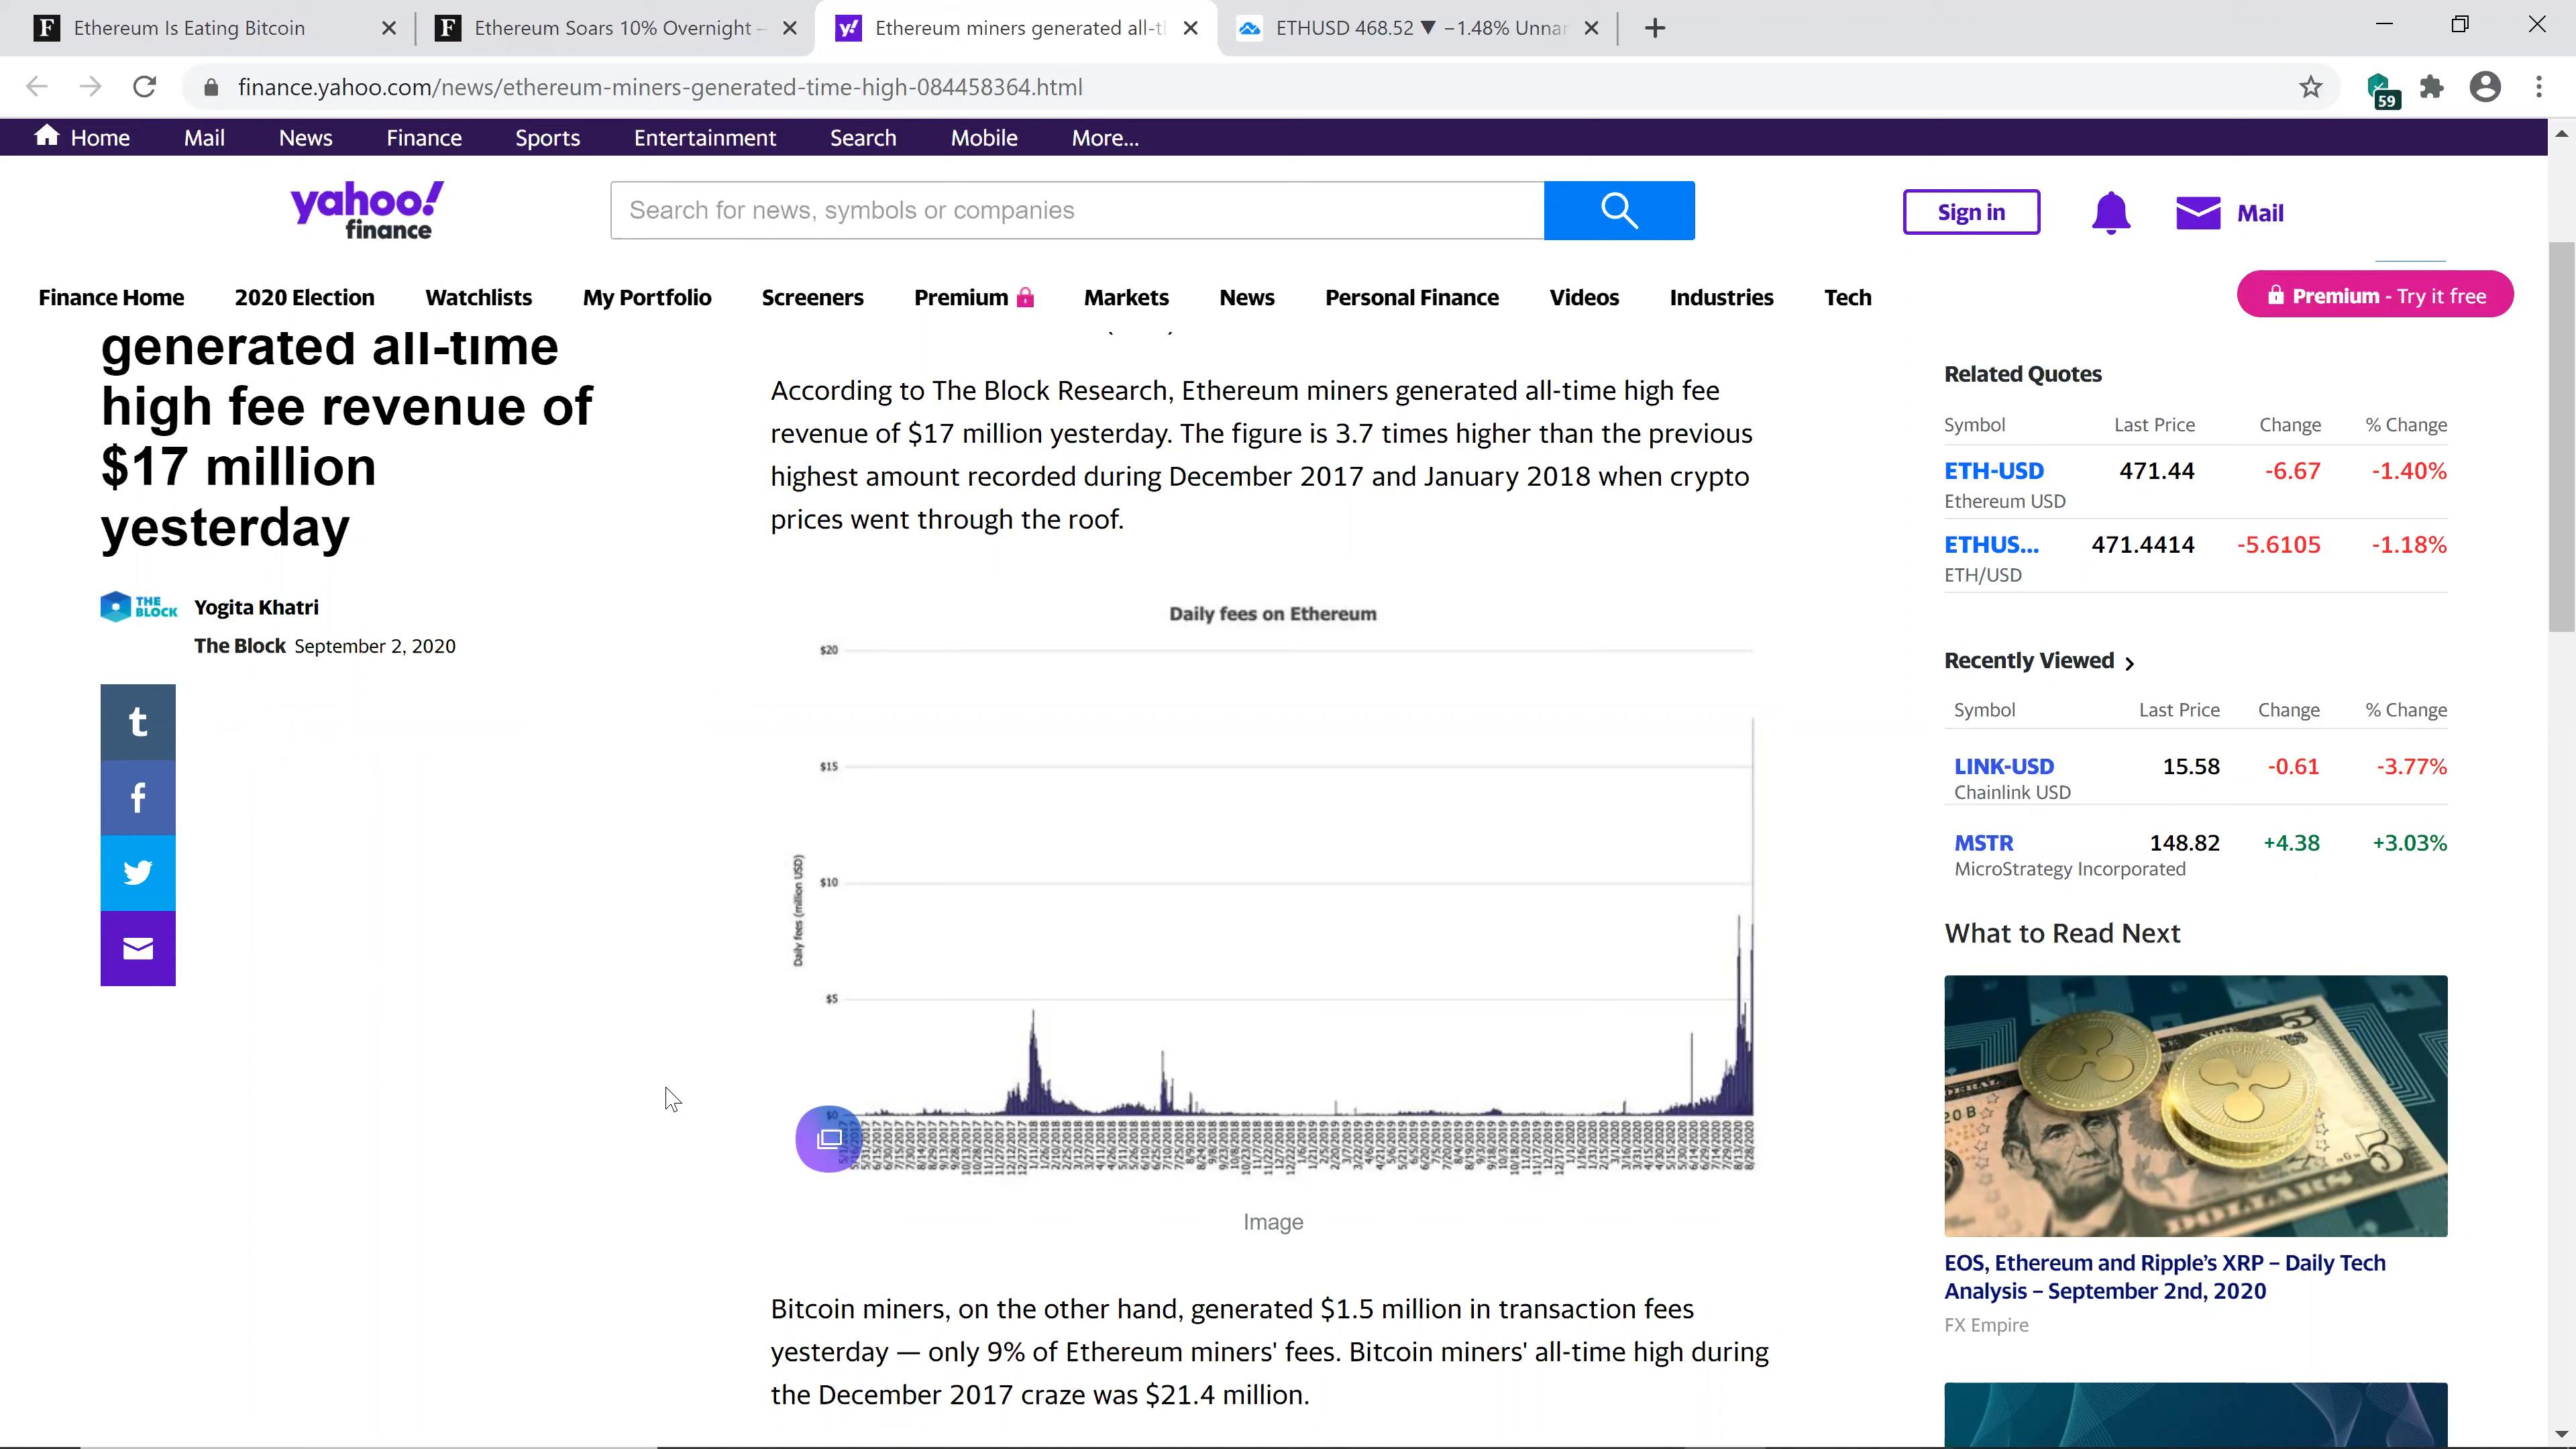 Ethereum Is Eating Bitcoin
Ethereum Soars 10% Overnight –
Ethereum miners generated all-ti
ETHUSD 468.52 ▼ −1.48% Unnar
finance.yahoo.com/news/ethereum-miners-generated-time-high-084458364.html
59
Home Mail News Finance Sports Entertainment Search Mobile More...
yahoo!
finance
Search for news, symbols or companies
Sign in
Mail
Finance Home 2020 Election Watchlists My Portfolio Screeners Premium Markets News Personal Finance Videos Industries Tech
Premium - Try it free
generated all-time
high fee revenue of
$17 million
yesterday
THE
BLOCK
Yogita Khatri
The Block September 2, 2020
According to The Block Research, Ethereum miners generated all-time high fee
revenue of $17 million yesterday. The figure is 3.7 times higher than the previous
highest amount recorded during December 2017 and January 2018 when crypto
prices went through the roof.
Daily fees on Ethereum
$20
$15
$10
$5
$0
Daily fees (million USD)
Image
Bitcoin miners, on the other hand, generated $1.5 million in transaction fees
yesterday — only 9% of Ethereum miners' fees. Bitcoin miners' all-time high during
the December 2017 craze was $21.4 million.
Related Quotes
Symbol Last Price Change % Change
ETH-USD 471.44 -6.67 -1.40%
Ethereum USD
ETHUS... 471.4414 -5.6105 -1.18%
ETH/USD
Recently Viewed
Symbol Last Price Change % Change
LINK-USD 15.58 -0.61 -3.77%
Chainlink USD
MSTR 148.82 +4.38 +3.03%
MicroStrategy Incorporated
What to Read Next
EOS, Ethereum and Ripple's XRP – Daily Tech
Analysis – September 2nd, 2020
FX Empire